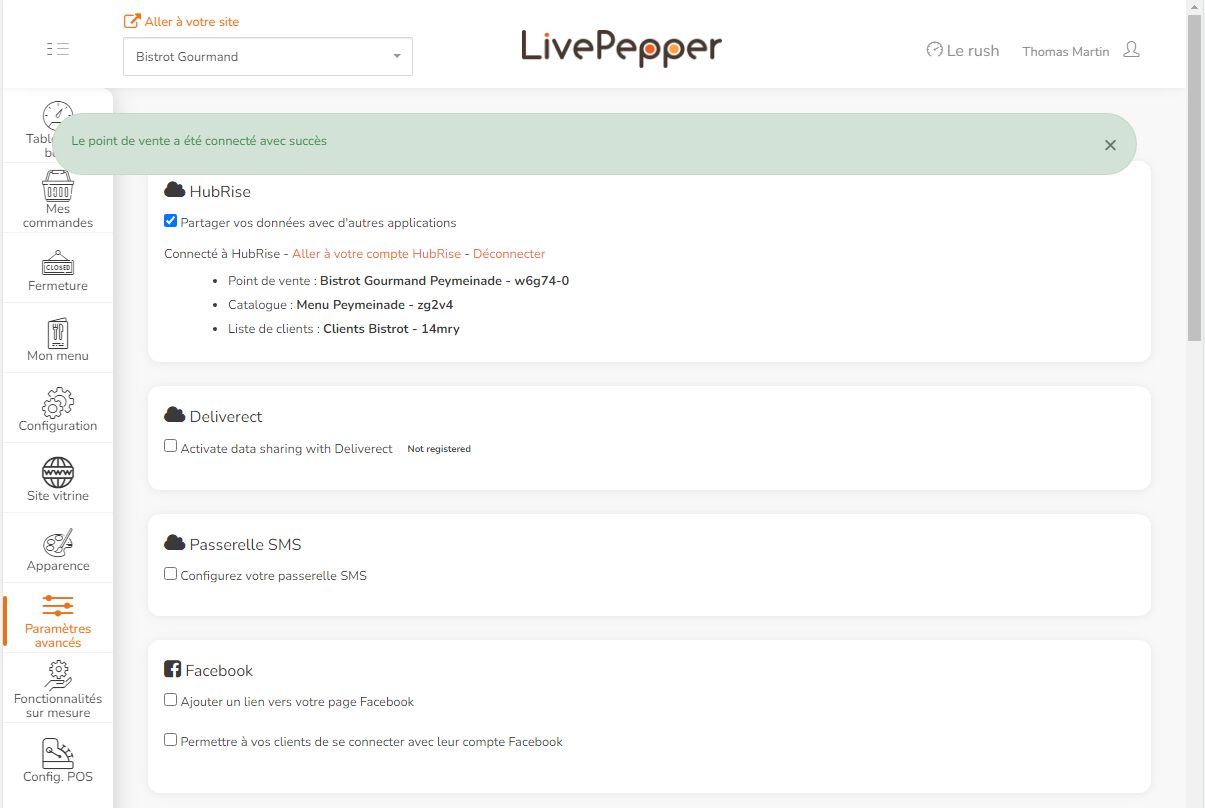 Aller à votre site
Bistrot Gourmand
LivePepper
Le rush
Thomas Martin
Le point de vente a été connecté avec succès
Mes
commandes
Fermeture
CLOSED
Mon menu
Configuration
www
Site vitrine
Apparence
Paramètres
avancés
Fonctionnalités
sur mesure
Config. POS
HubRise
Partager vos données avec d'autres applications
Connecté à HubRise - Aller à votre compte HubRise - Déconnecter
Point de vente : Bistrot Gourmand Peymeinade - w6g74-0
Catalogue : Menu Peymeinade - zg2v4
Liste de clients : Clients Bistrot - 14mry
Deliverect
Activate data sharing with Deliverect Not registered
Passerelle SMS
Configurez votre passerelle SMS
Facebook
Ajouter un lien vers votre page Facebook
Permettre à vos clients de se connecter avec leur compte Facebook